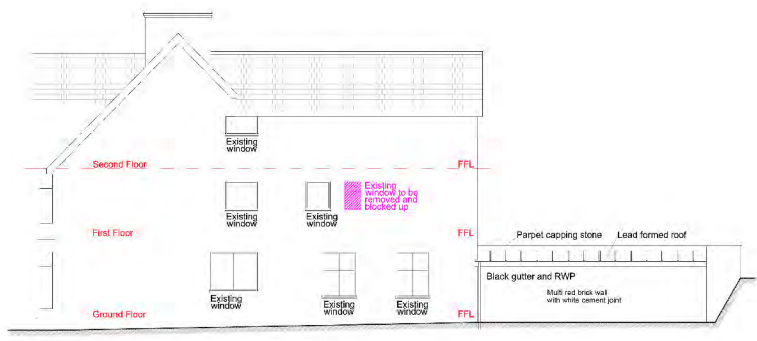 Existing
window
Second Floor
FFL
Existing
window
Existing
window
Existing
window to be
removed and
blocked up
First Floor
FFL
Parpet capping stone
Lead formed roof
Black gutter and RWP
Multi red brick wall
with white cement joint
Existing
window
Existing
window
Existing
window
Ground Floor
FFL